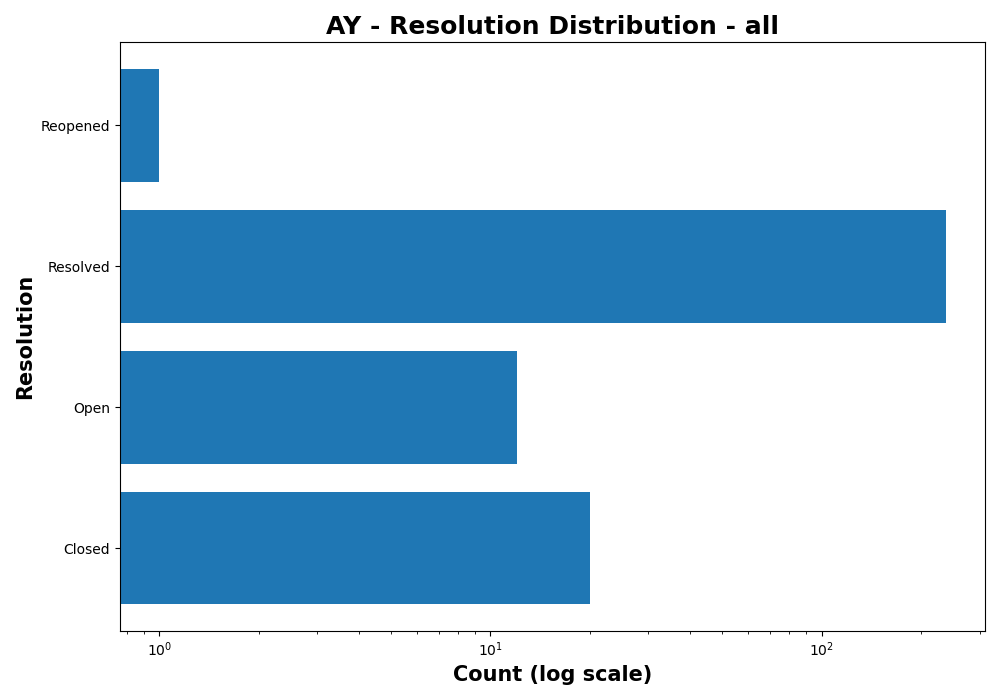 AY - Resolution Distribution - all
Reopened
Resolved
Open
Closed
Resolution
10⁰
10¹
10²
Count (log scale)